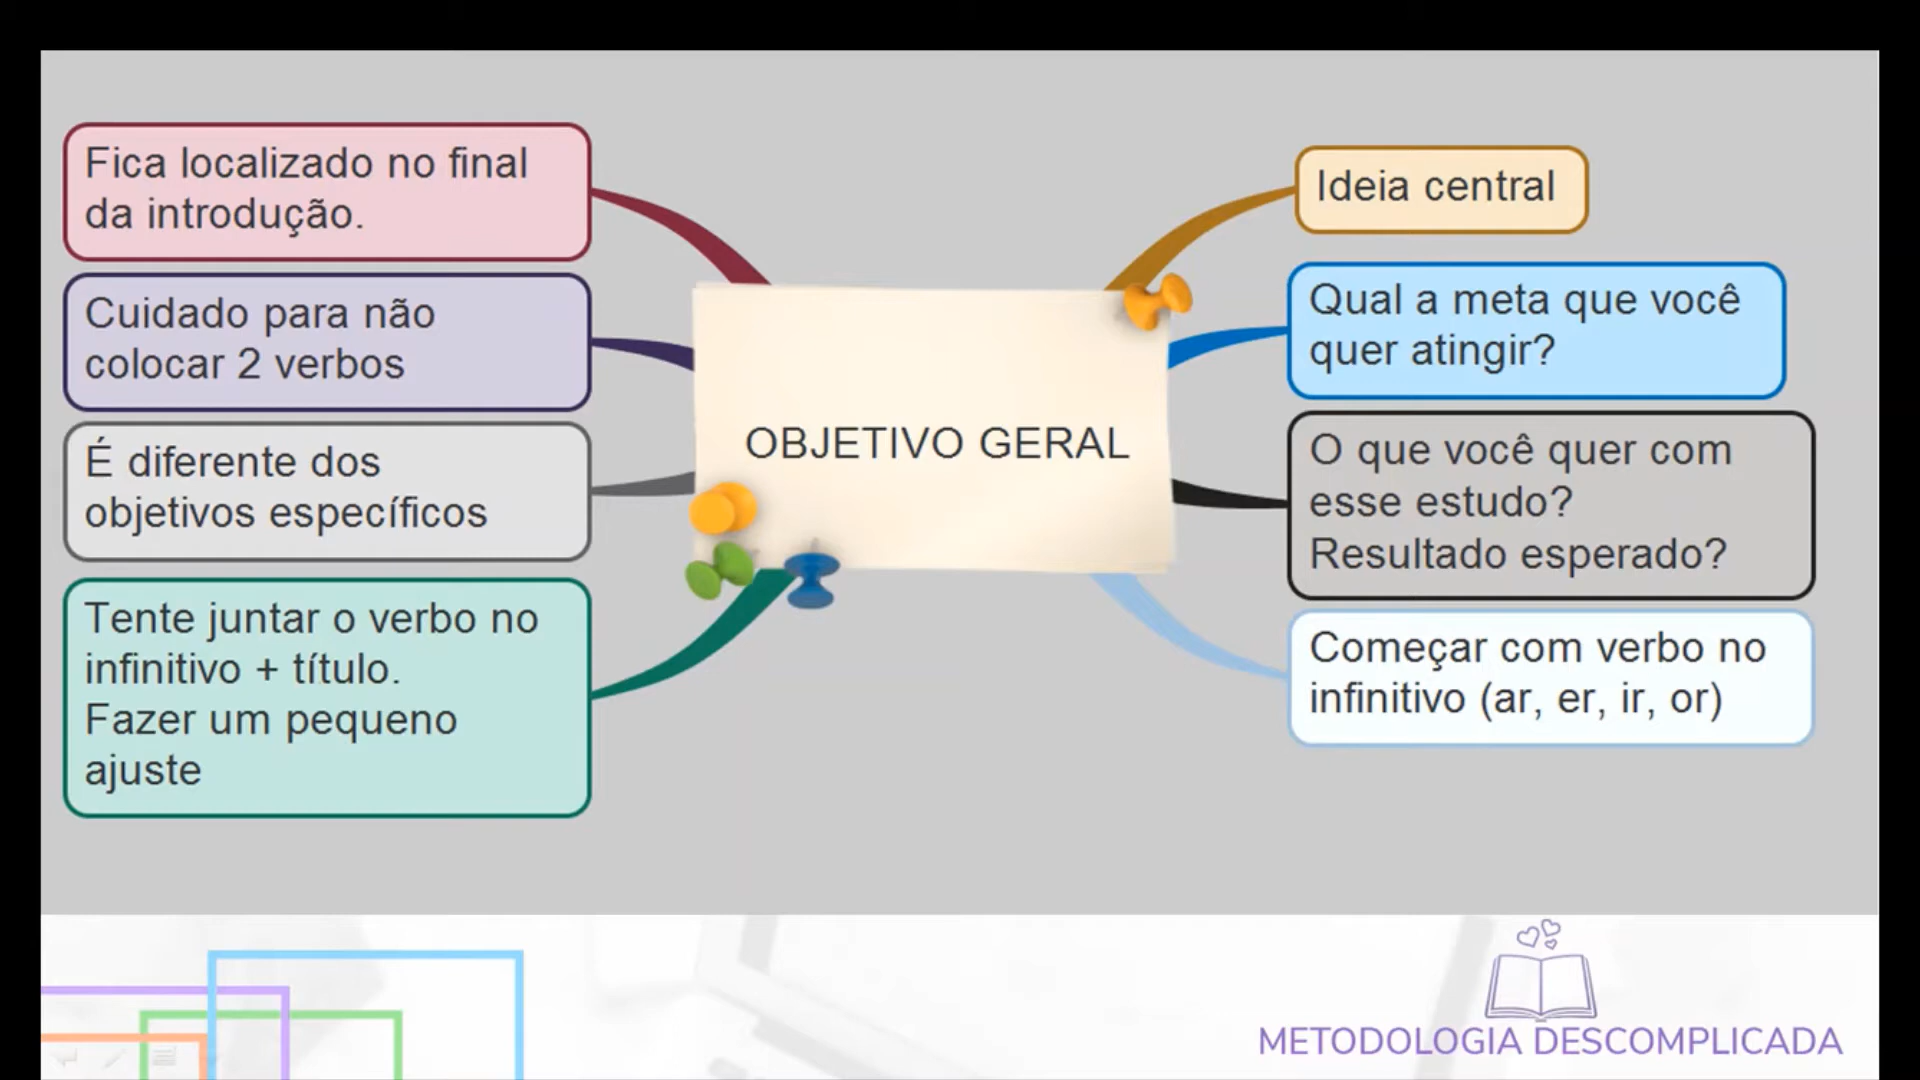 Fica localizado no final
da introdução.
Cuidado para não
colocar 2 verbos
É diferente dos
objetivos específicos
Tente juntar o verbo no
infinitivo + título.
Fazer um pequeno
ajuste
OBJETIVO GERAL
Ideia central
Qual a meta que você
quer atingir?
O que você quer com
esse estudo?
Resultado esperado?
Começar com verbo no
infinitivo (ar, er, ir, or)
METODOLOGIA DESCOMPLICADA